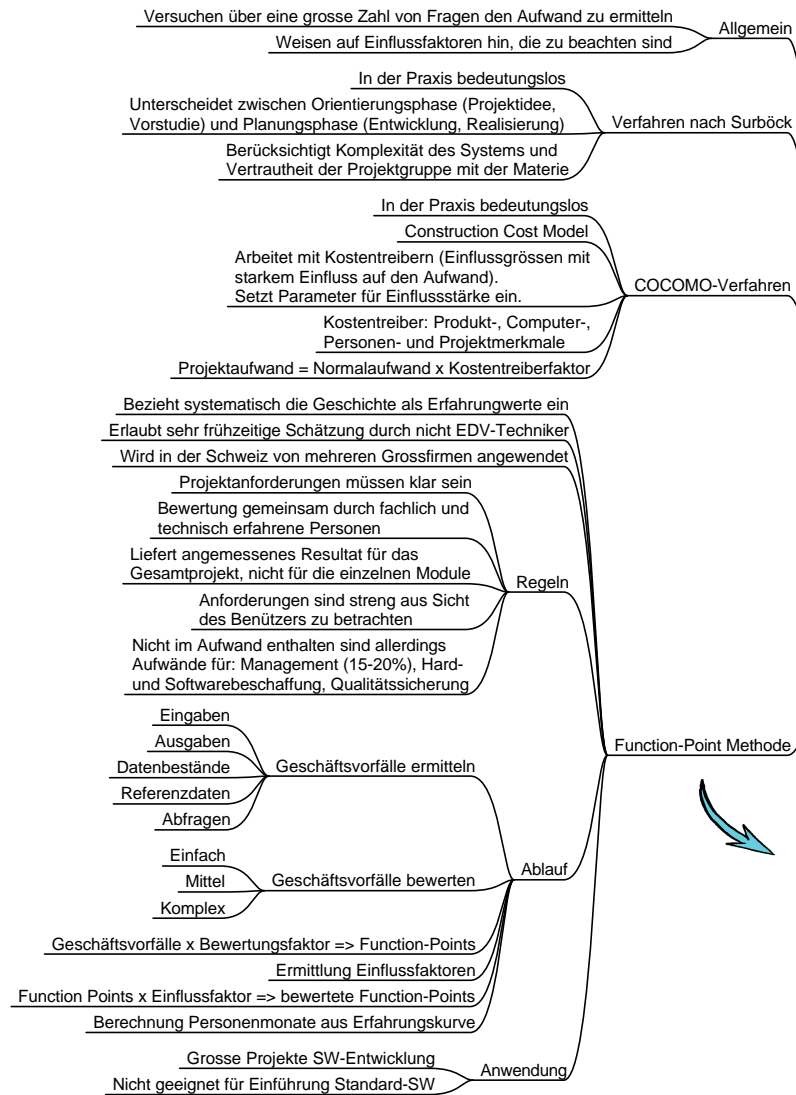 Versuchen über eine grosse Zahl von Fragen den Aufwand zu ermitteln
Weisen auf Einflussfaktoren hin, die zu beachten sind
Allgemein
In der Praxis bedeutungslos
Unterscheidet zwischen Orientierungsphase (Projektidee,
Vorstudie) und Planungsphase (Entwicklung, Realisierung)
Berücksichtigt Komplexität des Systems und
Vertrautheit der Projektgruppe mit der Materie
Verfahren nach Surböck
In der Praxis bedeutungslos
Construction Cost Model
Arbeitet mit Kostentreibern (Einflussgrössen mit
starkem Einfluss auf den Aufwand).
Setzt Parameter für Einflussstärke ein.
Kostentreiber: Produkt-, Computer-,
Personen- und Projektmerkmale
Projektaufwand = Normalaufwand x Kostentreiberfaktor
COCOMO-Verfahren
Bezieht systematisch die Geschichte als Erfahrungwerte ein
Erlaubt sehr frühzeitige Schätzung durch nicht EDV-Techniker
Wird in der Schweiz von mehreren Grossfirmen angewendet
Projektanforderungen müssen klar sein
Bewertung gemeinsam durch fachlich und
technisch erfahrene Personen
Liefert angemessenes Resultat für das
Gesamtprojekt, nicht für die einzelnen Module
Anforderungen sind streng aus Sicht
des Benützers zu betrachten
Nicht im Aufwand enthalten sind allerdings
Aufwände für: Management (15-20%), Hard-
und Softwarebeschaffung, Qualitätssicherung
Regeln
Eingaben
Ausgaben
Datenbestände
Referenzdaten
Abfragen
Geschäftsvorfälle ermitteln
Einfach
Mittel
Komplex
Geschäftsvorfälle bewerten
Geschäftsvorfälle x Bewertungsfaktor => Function-Points
Ermittlung Einflussfaktoren
Function Points x Einflussfaktor => bewertete Function-Points
Berechnung Personenmonate aus Erfahrungskurve
Ablauf
Grosse Projekte SW-Entwicklung
Nicht geeignet für Einführung Standard-SW
Anwendung
Function-Point Methode